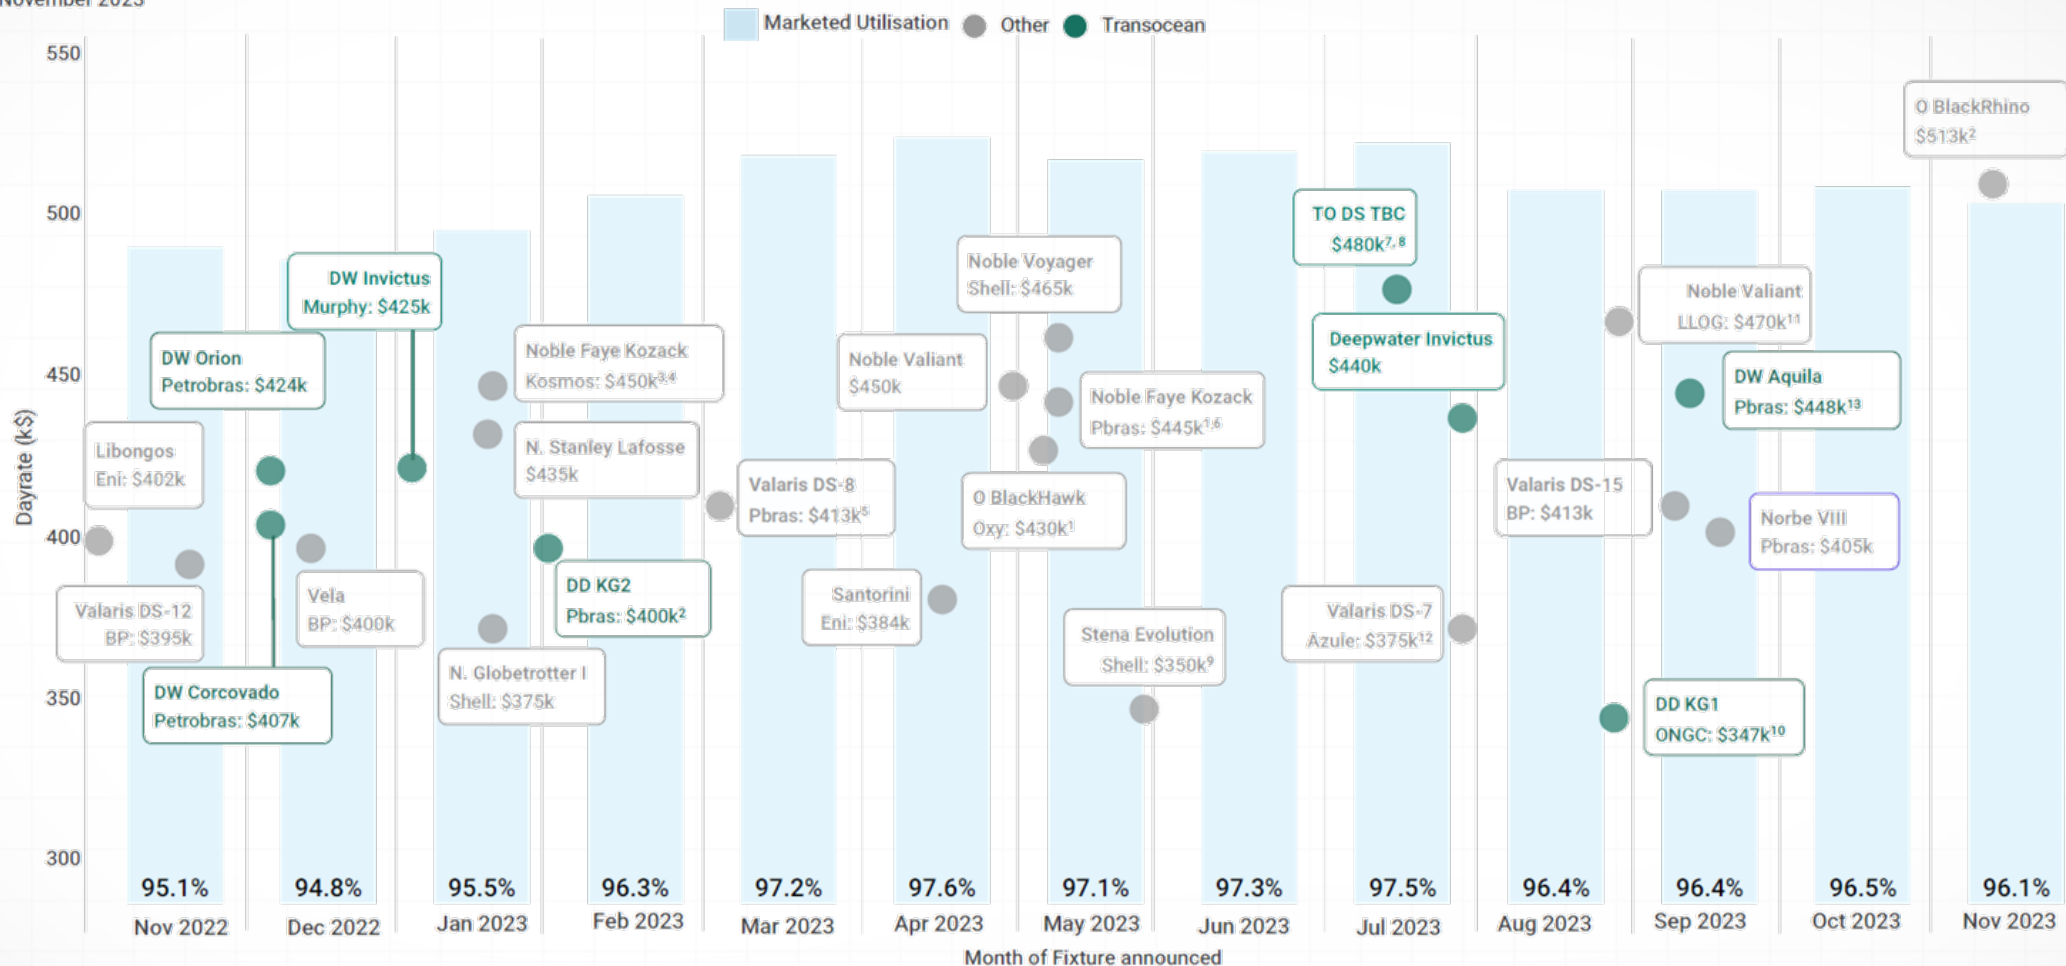 November 2023
Marketed Utilisation
Other
Transocean
550
500
450
400
350
300
Dayrate (k$)
Libongos
Eni: $402k
Valaris DS-12
BP: $395k
DW Orion
Petrobras: $424k
DW Corcovado
Petrobras: $407k
DW Invictus
Murphy: $425k
Vela
BP: $400k
Noble Faye Kozack
Kosmos: $450k³,⁴
N. Stanley Lafosse
$435k
N. Globetrotter I
Shell: $375k
DD KG2
Pbras: $400k²
Valaris DS-8
Pbras: $413k⁵
Noble Valiant
$450k
Santorini
Eni: $384k
Noble Voyager
Shell: $465k
Noble Faye Kozack
Pbras: $445k¹,⁶
O BlackHawk
Oxy: $430k¹
Stena Evolution
Shell: $350k⁹
TO DS TBC
$480k⁷,⁸
Deepwater Invictus
$440k
Valaris DS-7
Azule: $375k¹²
Noble Valiant
LLOG: $470k¹¹
DW Aquila
Pbras: $448k¹³
Valaris DS-15
BP: $413k
Norbe VIII
Pbras: $405k
DD KG1
ONGC: $347k¹⁰
O BlackRhino
$513k²
95.1%
94.8%
95.5%
96.3%
97.2%
97.6%
97.1%
97.3%
97.5%
96.4%
96.4%
96.5%
96.1%
Nov 2022
Dec 2022
Jan 2023
Feb 2023
Mar 2023
Apr 2023
May 2023
Jun 2023
Jul 2023
Aug 2023
Sep 2023
Oct 2023
Nov 2023
Month of Fixture announced